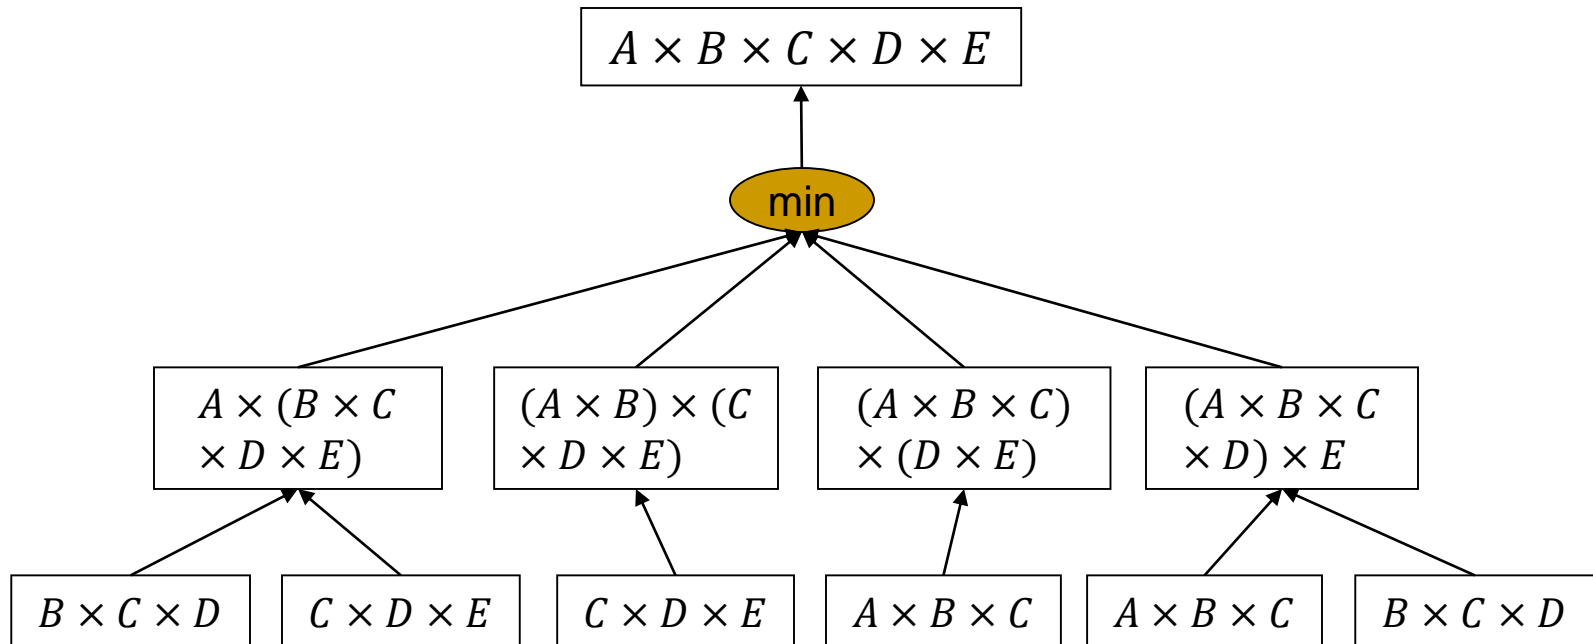 A × B × C × D × E
min
A × (B × C
× D × E)
(A × B) × (C
× D × E)
(A × B × C)
× (D × E)
(A × B × C
× D) × E
B × C × D
C × D × E
C × D × E
A × B × C
A × B × C
B × C × D